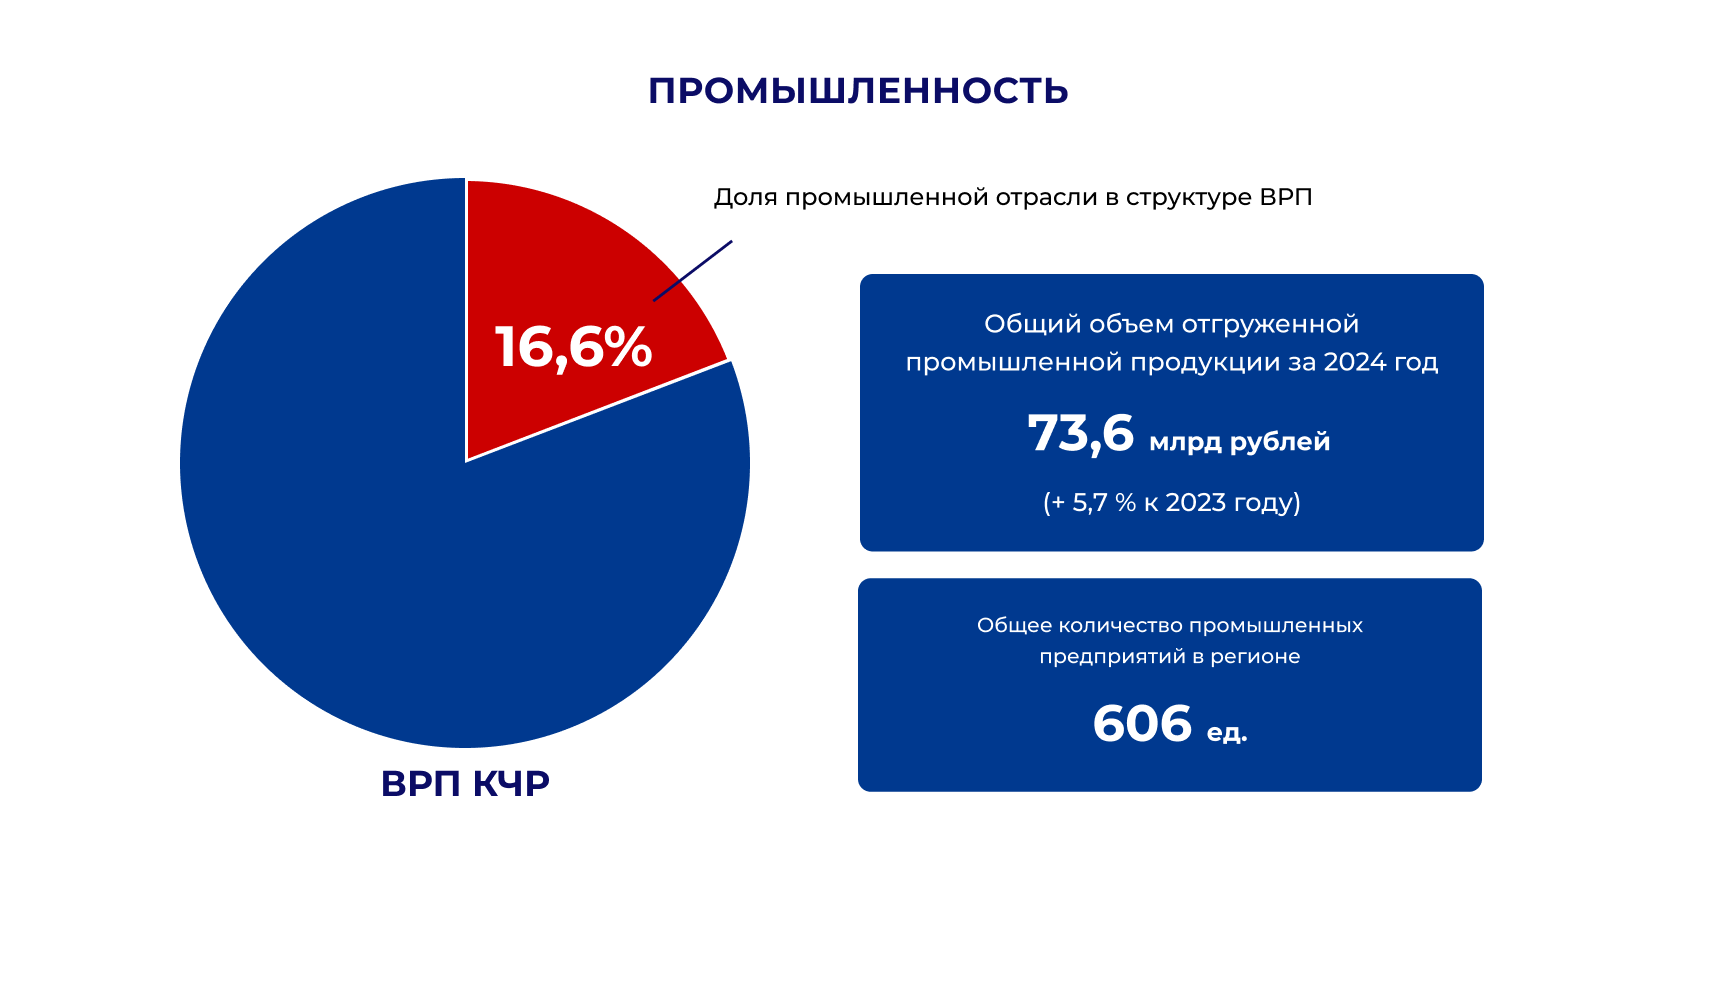 ПРОМЫШЛЕННОСТЬ
Доля промышленной отрасли в структуре ВРП
16,6%
ВРП КЧР
Общий объем отгруженной
промышленной продукции за 2024 год
73,6 млрд рублей
(+ 5,7 % к 2023 году)
Общее количество промышленных
предприятий в регионе
606 ед.